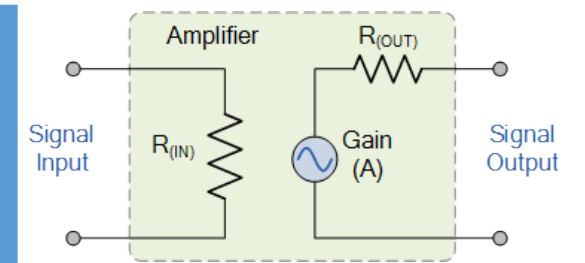 Amplifier
R(OUT)
Signal
Input
R(IN)
Gain
(A)
Signal
Output